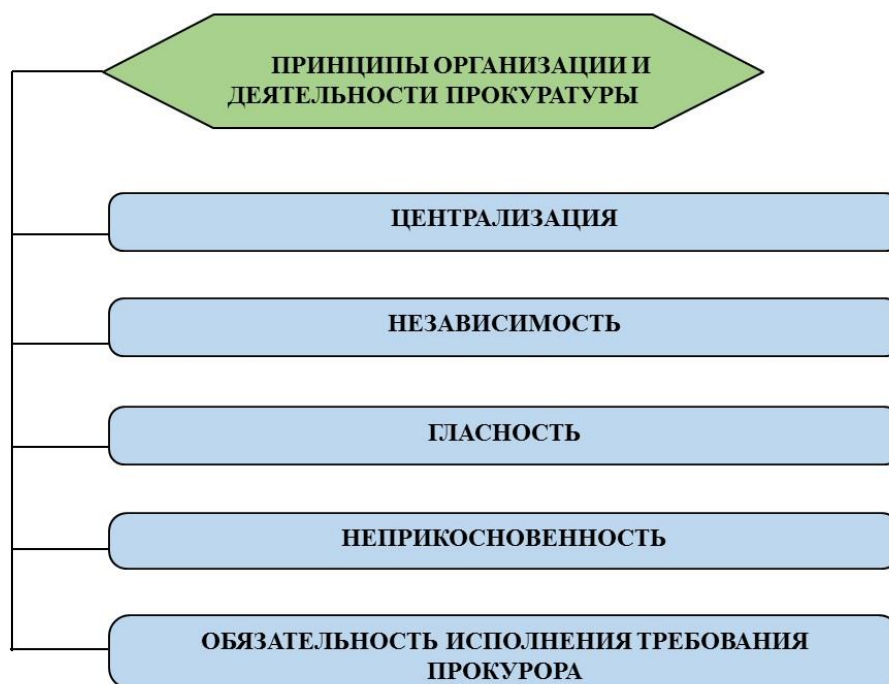 ПРИНЦИПЫ ОРГАНИЗАЦИИ И
ДЕЯТЕЛЬНОСТИ ПРОКУРАТУРЫ
ЦЕНТРАЛИЗАЦИЯ
НЕЗАВИСИМОСТЬ
ГЛАСНОСТЬ
НЕПРИКОСНОВЕННОСТЬ
ОБЯЗАТЕЛЬНОСТЬ ИСПОЛНЕНИЯ ТРЕБОВАНИЯ
ПРОКУРОРА